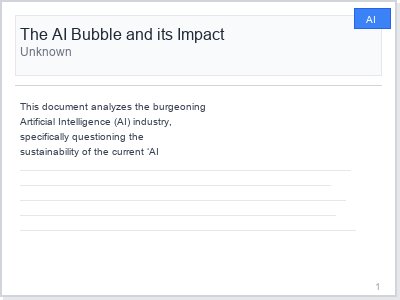 AI
The AI Bubble and its Impact
Unknown
This document analyzes the burgeoning
Artificial Intelligence (AI) industry,
specifically questioning the
sustainability of the current 'AI
1